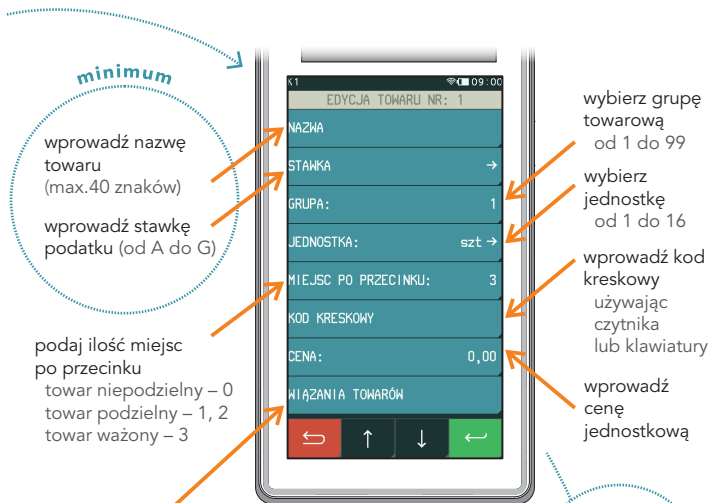 minimum
wprowadź nazwę
towaru
(max.40 znaków)
wprowadź stawkę
podatku (od A do G)
podaj ilość miejsc
po przecinku
towar niepodzielny – 0
towar podzielny – 1, 2
towar ważony – 3
K1 09:00
EDYCJA TOWARU NR: 1
NAZWA
STAWKA →
GRUPA: 1
JEDNOSTKA: szt →
MIEJSC PO PRZECINKU: 3
KOD KRESKOWY
CENA: 0,00
WIĄZANIA TOWARÓW
wybierz grupę
towarową
od 1 do 99
wybierz
jednostkę
od 1 do 16
wprowadź kod
kreskowy
używając
czytnika
lub klawiatury
wprowadź
cenę
jednostkową